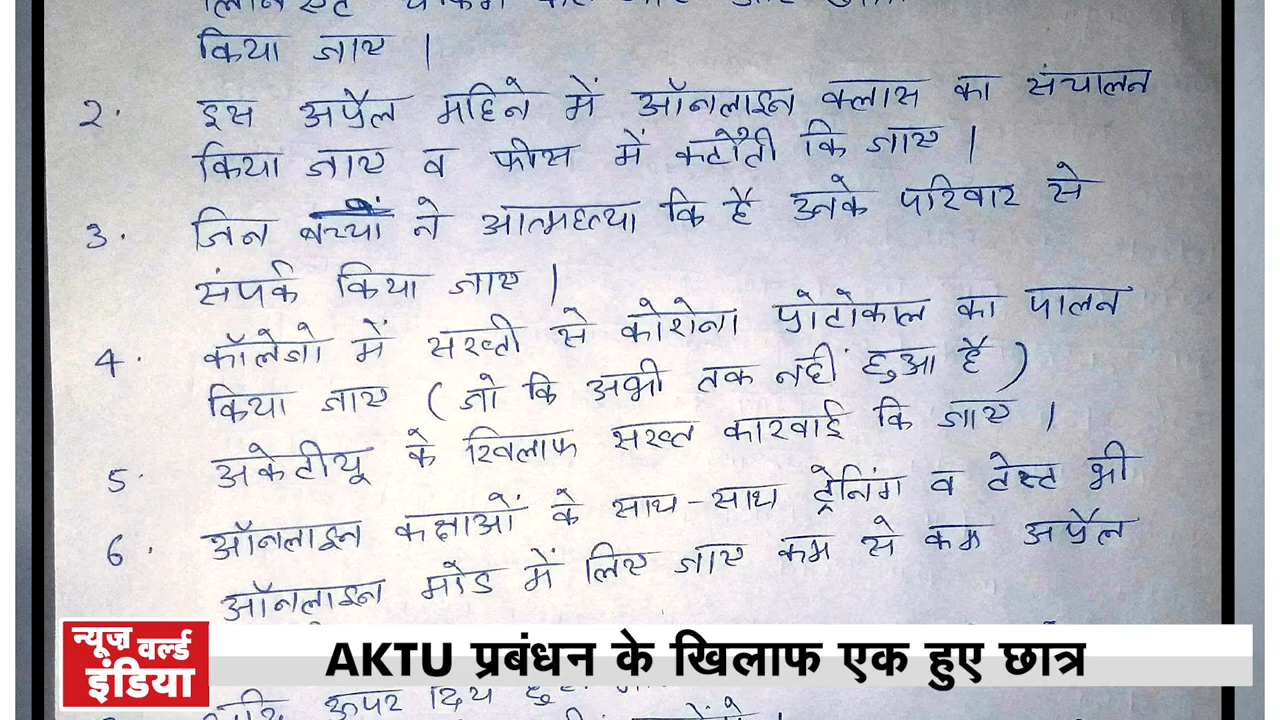 किया जाए ।
2. इस अप्रैल महिने में ऑनलाइन क्लास का संचालन
किया जाए व फीस में कटौती कि जाए ।
3. जिन बच्चों ने आत्महत्या कि है उनके परिवार से
संपर्क किया जाए ।
4. कॉलेजो में सख्ती से कोरोना प्रोटोकाल का पालन
किया जाए ( जो कि अभी तक नहीं हुआ है )
5. अकेटीयू के खिलाफ सख्त कारवाई कि जाए ।
6. ऑनलाइन कक्षाओं के साथ-साथ ट्रेनिंग व टेस्ट भी
ऑनलाइन मोड में लिए जाए कम से कम अप्रैल
न्यूज़ वर्ल्ड
इंडिया
AKTU प्रबंधन के खिलाफ एक हुए छात्र
ऊपर दिये